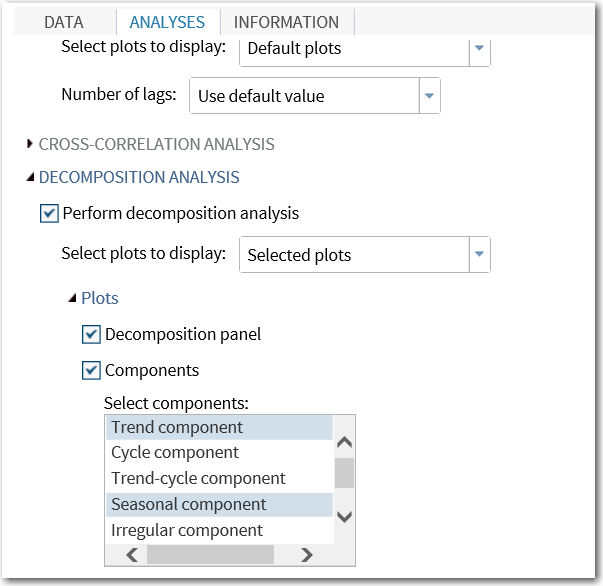 DATA ANALYSES INFORMATION
Select plots to display: Default plots
Number of lags: Use default value
CROSS-CORRELATION ANALYSIS
DECOMPOSITION ANALYSIS
Perform decomposition analysis
Select plots to display: Selected plots
Plots
Decomposition panel
Components
Select components:
Trend component
Cycle component
Trend-cycle component
Seasonal component
Irregular component